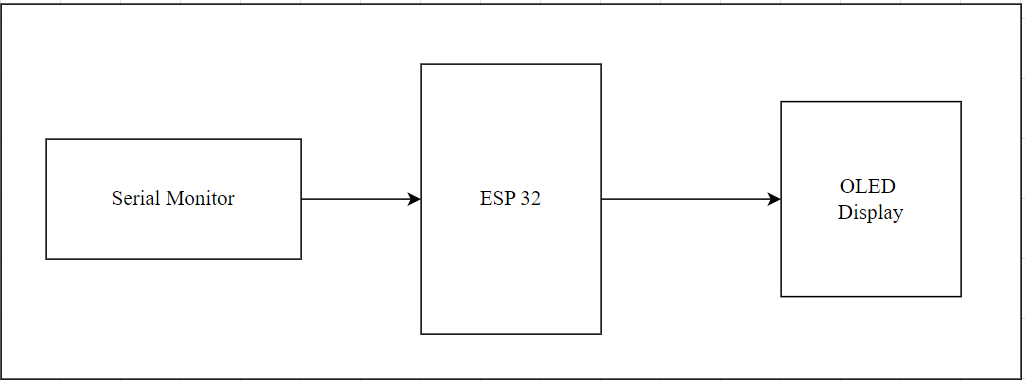 Serial Monitor
ESP 32
OLED
Display